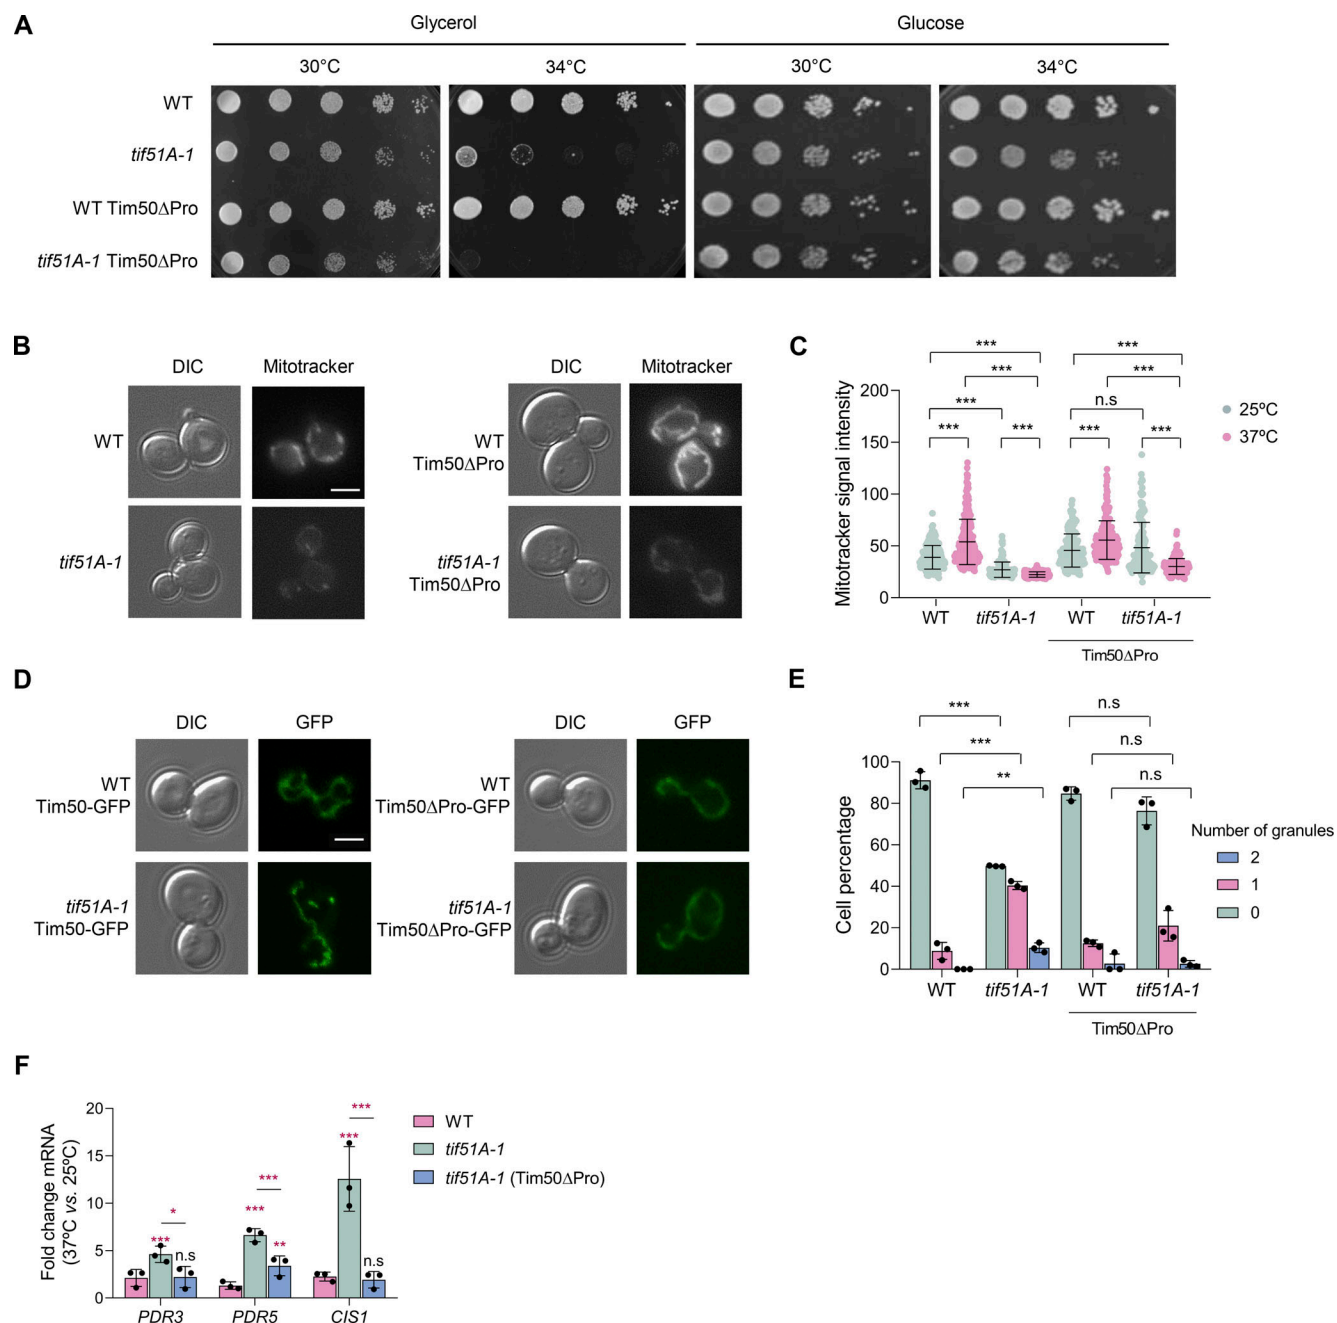 A
Glycerol
Glucose
30°C
34°C
30°C
34°C
WT
tif51A-1
WT Tim50ΔPro
tif51A-1 Tim50ΔPro
B
DIC
Mitotracker
DIC
Mitotracker
WT
WT
Tim50ΔPro
tif51A-1
tif51A-1
Tim50ΔPro
C
***
***
***
***
***
n.s
***
***
***
***
Mitotracker signal intensity
200
150
100
50
0
25ºC
37ºC
WT
tif51A-1
WT
tif51A-1
Tim50ΔPro
D
DIC
GFP
DIC
GFP
WT
Tim50-GFP
WT
Tim50ΔPro-GFP
tif51A-1
Tim50-GFP
tif51A-1
Tim50ΔPro-GFP
E
***
n.s
***
n.s
**
n.s
Cell percentage
100
80
60
40
20
0
Number of granules
2
1
0
WT
tif51A-1
WT
tif51A-1
Tim50ΔPro
F
Fold change mRNA
(37ºC vs. 25ºC)
20
15
10
5
0
***
***
***
***
*
***
**
n.s
n.s
WT
tif51A-1
tif51A-1 (Tim50ΔPro)
PDR3
PDR5
CIS1